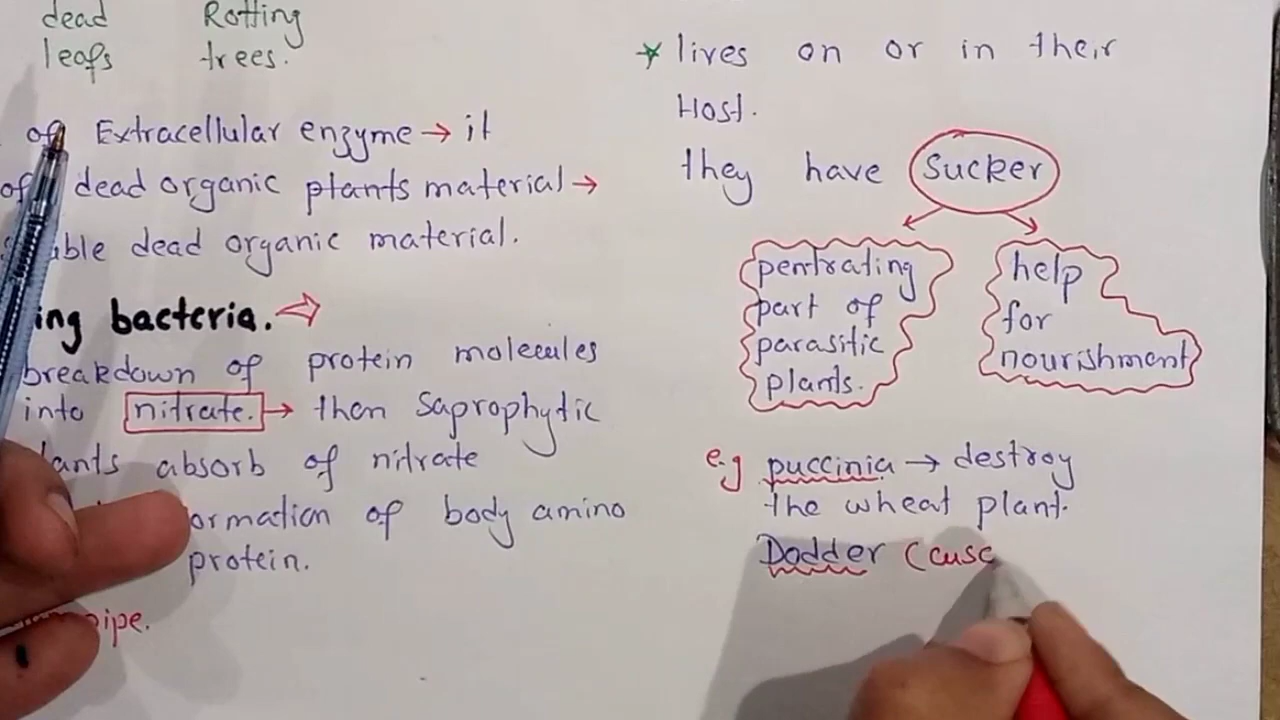 dead Rotting
leafs trees.
of Extracellular enzyme → it
of dead organic plants material →
able dead organic material.
ing bacteria. ⇒
breakdown of protein molecules
into nitrate. → then Saprophytic
lants absorb of nitrate
ormation of body amino
protein.
pipe.
* lives on or in their
Host.
they have Sucker
pentrating
part of
parasitic
plants.
help
for
nourishment
e.g puccinia → destroy
the wheat plant.
Dodder (cusc